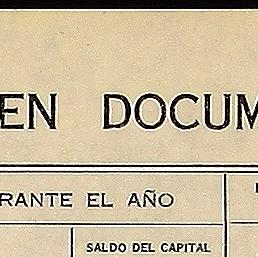 EN DOCUM
RANTE EL AÑO
SALDO DEL CAPITAL